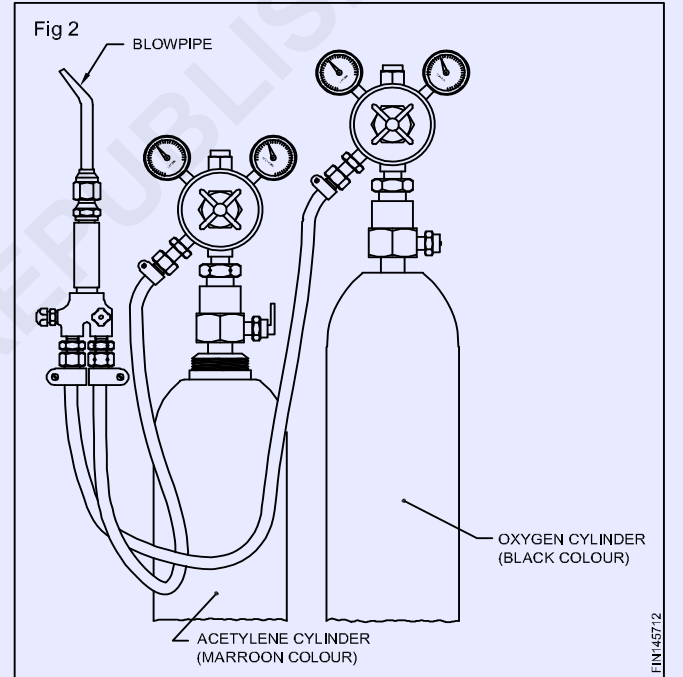 Fig 2
BLOWPIPE
OXYGEN CYLINDER
(BLACK COLOUR)
ACETYLENE CYLINDER
(MARROON COLOUR)
FIN145712